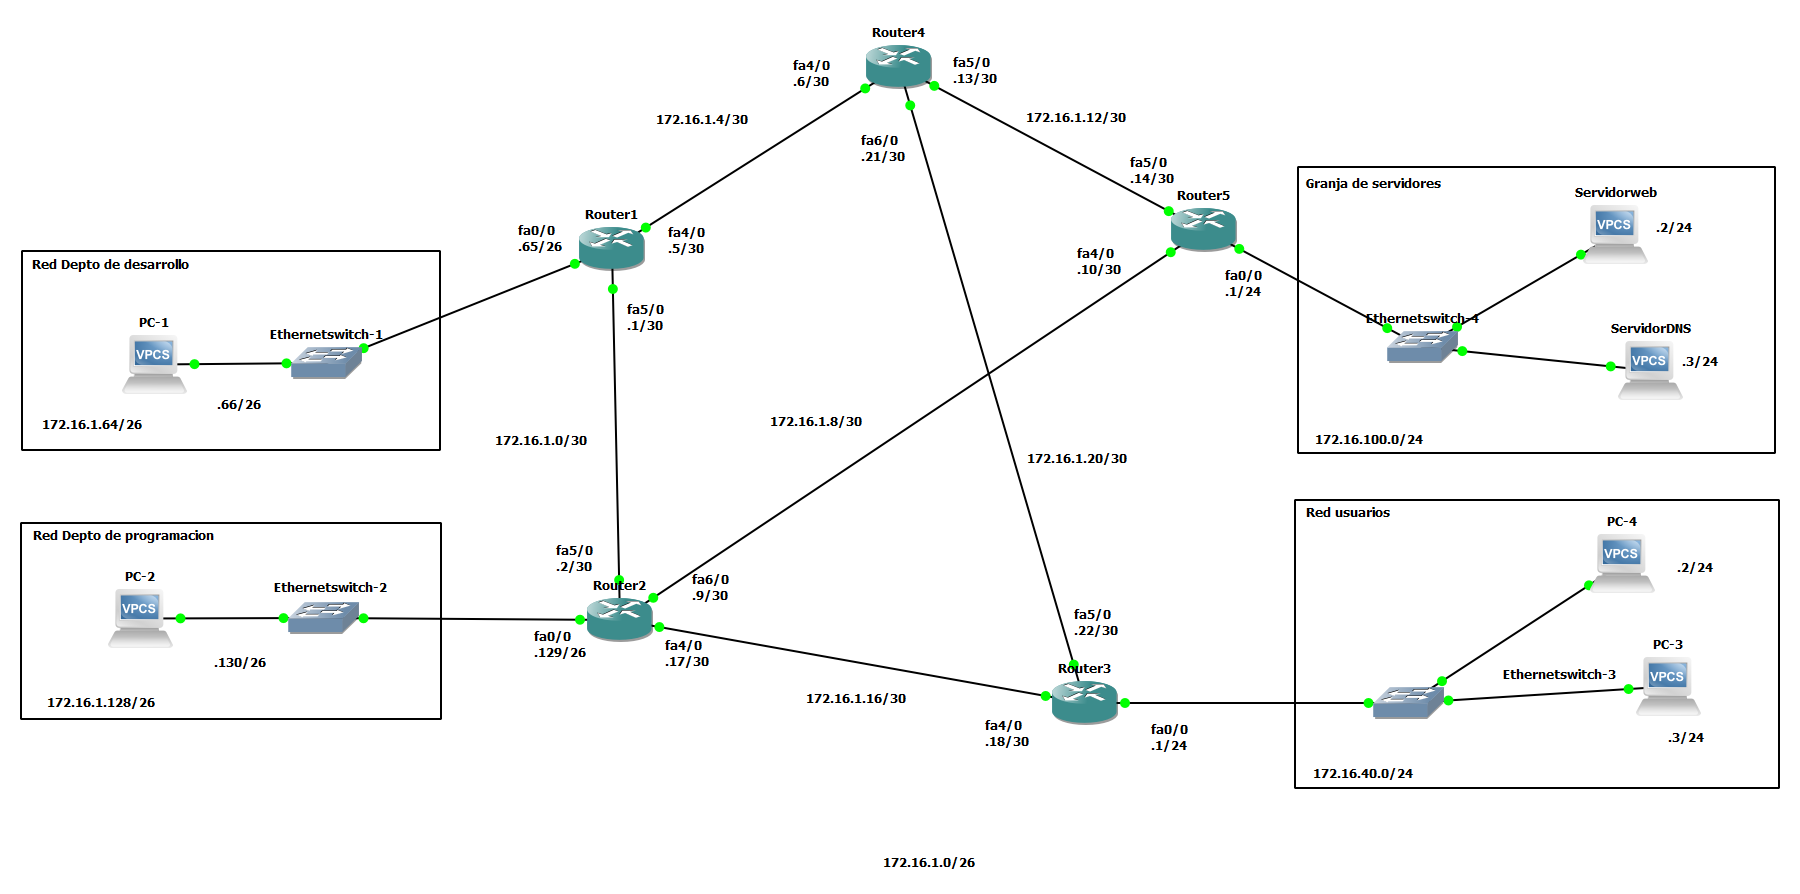 Router4
fa4/0
.6/30
fa5/0
.13/30
172.16.1.4/30
172.16.1.12/30
fa6/0
.21/30
fa5/0
.14/30
Router5
Router1
fa0/0
.65/26
fa4/0
.5/30
fa4/0
.10/30
fa0/0
.1/24
Granja de servidores
Servidorweb
VPCS
.2/24
Ethernetswitch-4
ServidorDNS
VPCS
.3/24
172.16.100.0/24
Red Depto de desarrollo
PC-1
VPCS
Ethernetswitch-1
.66/26
172.16.1.64/26
fa5/0
.1/30
172.16.1.0/30
172.16.1.8/30
172.16.1.20/30
Red Depto de programacion
PC-2
VPCS
Ethernetswitch-2
.130/26
172.16.1.128/26
fa5/0
.2/30
Router2
fa6/0
.9/30
fa0/0
.129/26
fa4/0
.17/30
172.16.1.16/30
fa5/0
.22/30
Router3
fa4/0
.18/30
fa0/0
.1/24
Red usuarios
PC-4
VPCS
.2/24
PC-3
Ethernetswitch-3
VPCS
.3/24
172.16.40.0/24
172.16.1.0/26